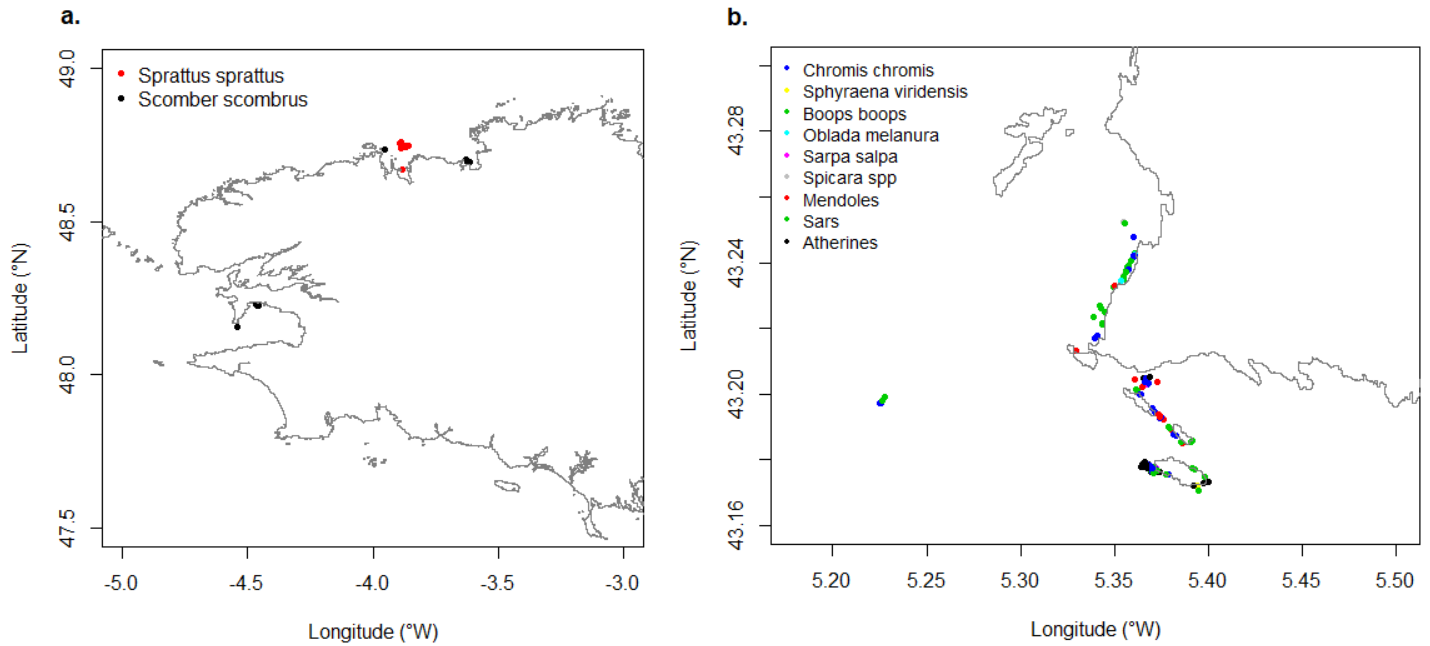 a.
Sprattus sprattus
Scomber scombrus
49.0
48.5
48.0
47.5
Latitude (°N)
-5.0 -4.5 -4.0 -3.5 -3.0
Longitude (°W)
b.
Chromis chromis
Sphyraena viridensis
Boops boops
Oblada melanura
Sarpa salpa
Spicara spp
Mendoles
Sars
Atherines
43.28
43.24
43.20
43.16
Latitude (°N)
5.20 5.25 5.30 5.35 5.40 5.45 5.50
Longitude (°W)